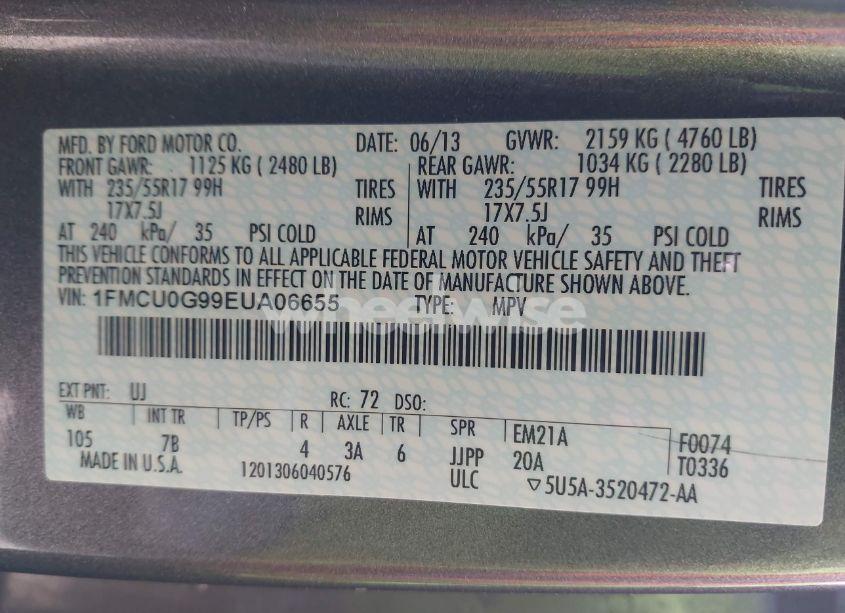 MFD. BY FORD MOTOR CO. DATE: 06/13 GVWR: 2159 KG ( 4760 LB)
FRONT GAWR: 1125 KG ( 2480 LB) REAR GAWR: 1034 KG ( 2280 LB)
WITH 235/55R17 99H TIRES WITH 235/55R17 99H TIRES
17X7.5J RIMS 17X7.5J RIMS
AT 240 kPa/ 35 PSI COLD AT 240 kPa/ 35 PSI COLD
THIS VEHICLE CONFORMS TO ALL APPLICABLE FEDERAL MOTOR VEHICLE SAFETY AND THEFT
PREVENTION STANDARDS IN EFFECT ON THE DATE OF MANUFACTURE SHOWN ABOVE.
VIN: 1FMCU0G99EUA06655 TYPE: MPV
wheelwise
EXT PNT: UJ RC: 72 DSO:
WB INT TR TP/PS R AXLE TR SPR EM21A F0074
105 7B 4 3A 6 JJPP 20A T0336
MADE IN U.S.A. 1201306040576 ULC ▽5U5A-3520472-AA